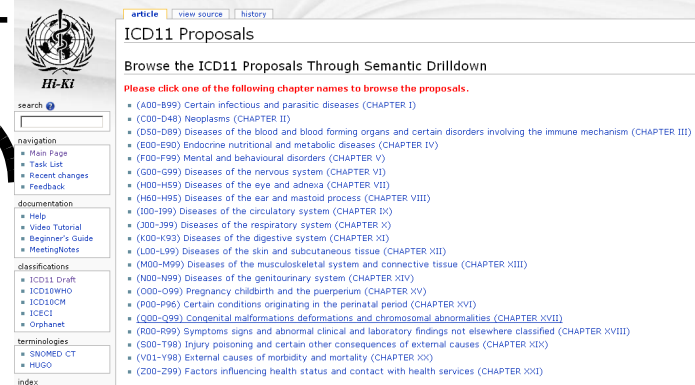 article view source history
ICD11 Proposals
Browse the ICD11 Proposals Through Semantic Drilldown
Please click one of the following chapter names to browse the proposals.
(A00-B99) Certain infectious and parasitic diseases (CHAPTER I)
(C00-D48) Neoplasms (CHAPTER II)
(D50-D89) Diseases of the blood and blood forming organs and certain disorders involving the immune mechanism (CHAPTER III)
(E00-E90) Endocrine nutritional and metabolic diseases (CHAPTER IV)
(F00-F99) Mental and behavioural disorders (CHAPTER V)
(G00-G99) Diseases of the nervous system (CHAPTER VI)
(H00-H59) Diseases of the eye and adnexa (CHAPTER VII)
(H60-H95) Diseases of the ear and mastoid process (CHAPTER VIII)
(I00-I99) Diseases of the circulatory system (CHAPTER IX)
(J00-J99) Diseases of the respiratory system (CHAPTER X)
(K00-K93) Diseases of the digestive system (CHAPTER XI)
(L00-L99) Diseases of the skin and subcutaneous tissue (CHAPTER XII)
(M00-M99) Diseases of the musculoskeletal system and connective tissue (CHAPTER XIII)
(N00-N99) Diseases of the genitourinary system (CHAPTER XIV)
(O00-O99) Pregnancy childbirth and the puerperium (CHAPTER XV)
(P00-P96) Certain conditions originating in the perinatal period (CHAPTER XVI)
(Q00-Q99) Congenital malformations deformations and chromosomal abnormalities (CHAPTER XVII)
(R00-R99) Symptoms signs and abnormal clinical and laboratory findings not elsewhere classified (CHAPTER XVIII)
(S00-T98) Injury poisoning and certain other consequences of external causes (CHAPTER XIX)
(V01-Y98) External causes of morbidity and mortality (CHAPTER XX)
(Z00-Z99) Factors influencing health status and contact with health services (CHAPTER XXI)
Hi-Ki
search ?
navigation
Main Page
Task List
Recent changes
Feedback
documentation
Help
Video Tutorial
Beginner's Guide
MeetingNotes
classifications
ICD11 Draft
ICD10WHO
ICD10CM
ICECI
Orphanet
terminologies
SNOMED CT
HUGO
index